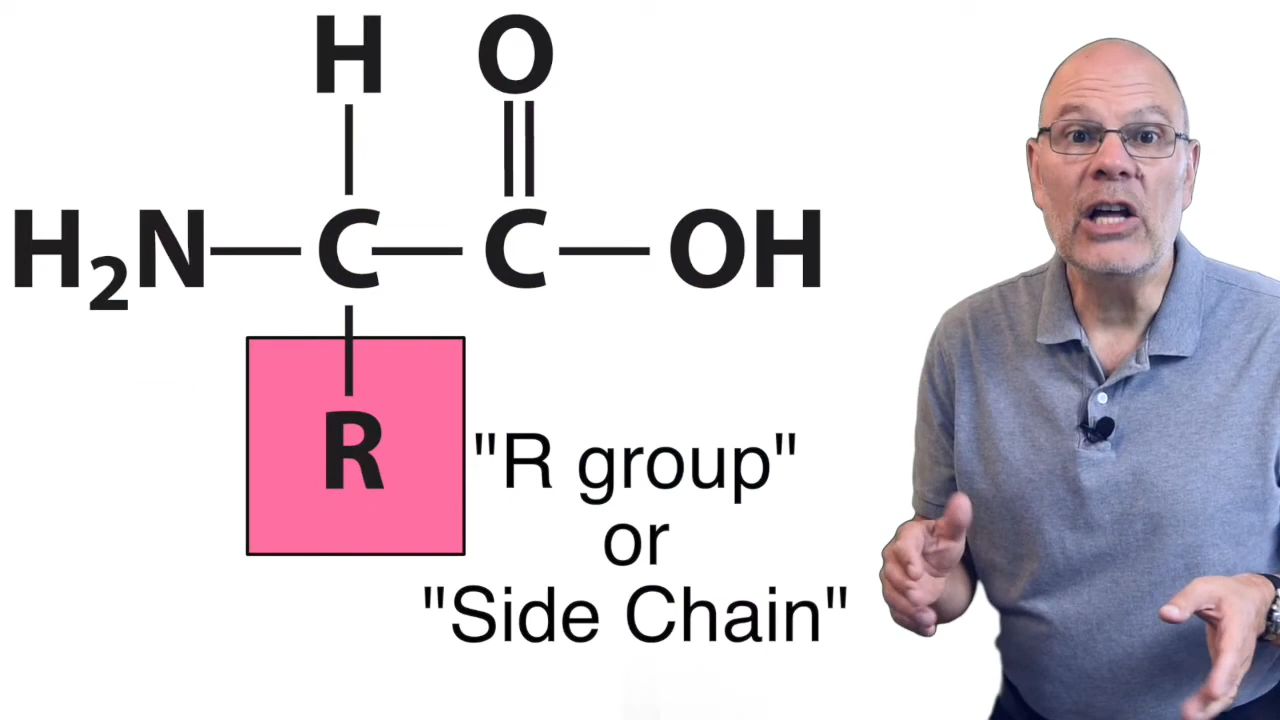 H O
H₂N C C OH
R
"R group"
or
"Side Chain"